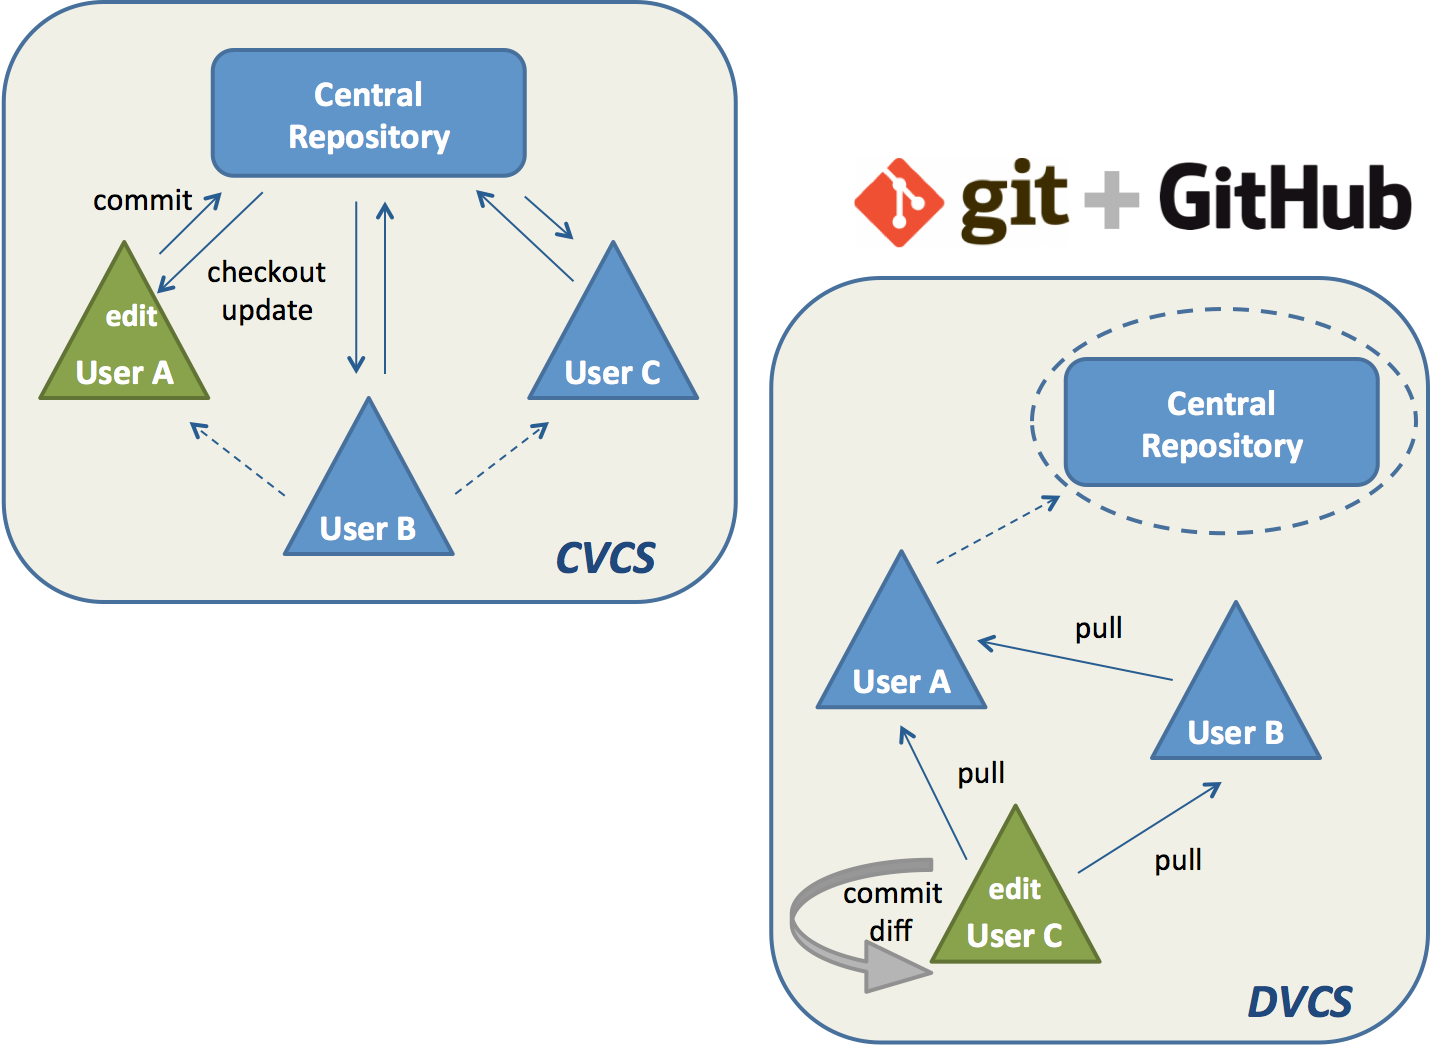 Central
Repository
commit
checkout
update
edit
User A
User C
User B
CVCS
git + GitHub
Central
Repository
User A
pull
User B
pull
pull
commit
diff
edit
User C
DVCS